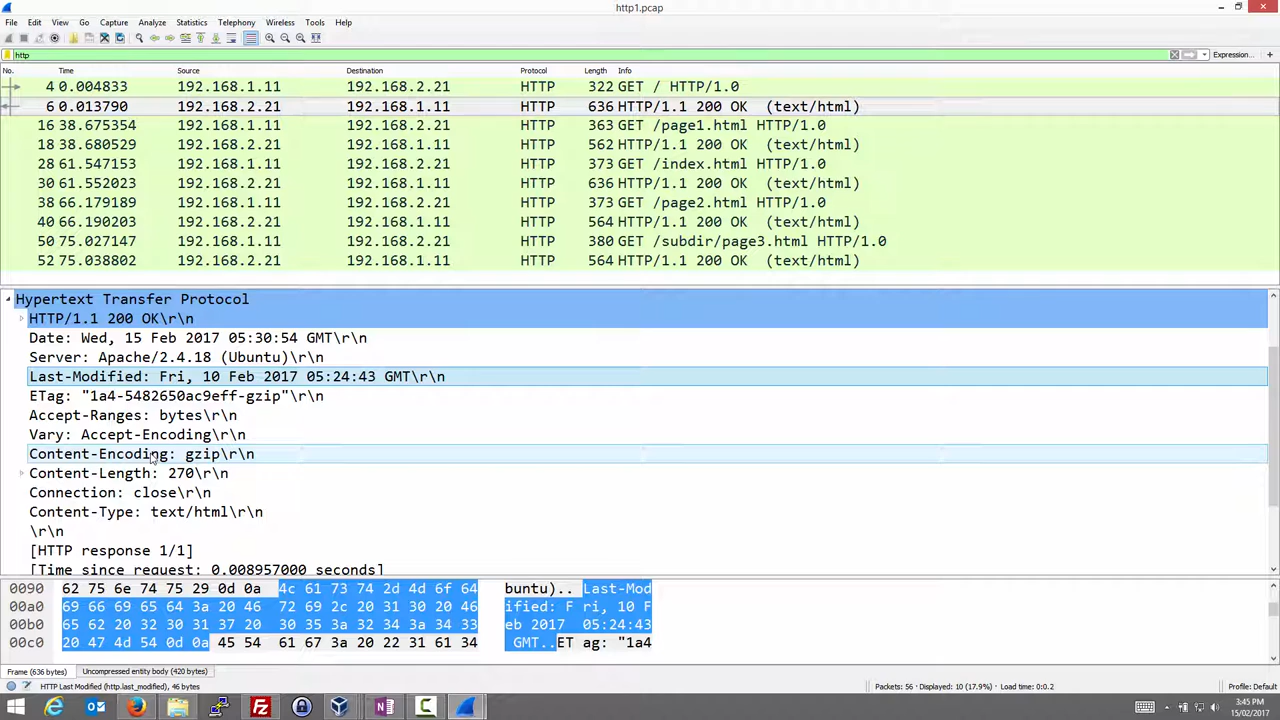 http1.pcap
File Edit View Go Capture Analyze Statistics Telephony Wireless Tools Help
http
Expression... +
No. Time Source Destination Protocol Length Info
4 0.004833 192.168.1.11 192.168.2.21 HTTP 322 GET / HTTP/1.0
6 0.013790 192.168.2.21 192.168.1.11 HTTP 636 HTTP/1.1 200 OK (text/html)
16 38.675354 192.168.1.11 192.168.2.21 HTTP 363 GET /page1.html HTTP/1.0
18 38.680529 192.168.2.21 192.168.1.11 HTTP 562 HTTP/1.1 200 OK (text/html)
28 61.547153 192.168.1.11 192.168.2.21 HTTP 373 GET /index.html HTTP/1.0
30 61.552023 192.168.2.21 192.168.1.11 HTTP 636 HTTP/1.1 200 OK (text/html)
38 66.179189 192.168.1.11 192.168.2.21 HTTP 373 GET /page2.html HTTP/1.0
40 66.190203 192.168.2.21 192.168.1.11 HTTP 564 HTTP/1.1 200 OK (text/html)
50 75.027147 192.168.1.11 192.168.2.21 HTTP 380 GET /subdir/page3.html HTTP/1.0
52 75.038802 192.168.2.21 192.168.1.11 HTTP 564 HTTP/1.1 200 OK (text/html)
Hypertext Transfer Protocol
HTTP/1.1 200 OK\r\n
Date: Wed, 15 Feb 2017 05:30:54 GMT\r\n
Server: Apache/2.4.18 (Ubuntu)\r\n
Last-Modified: Fri, 10 Feb 2017 05:24:43 GMT\r\n
ETag: "1a4-5482650ac9eff-gzip"\r\n
Accept-Ranges: bytes\r\n
Vary: Accept-Encoding\r\n
Content-Encoding: gzip\r\n
Content-Length: 270\r\n
Connection: close\r\n
Content-Type: text/html\r\n
\r\n
[HTTP response 1/1]
[Time since request: 0.008957000 seconds]
0090 62 75 6e 74 75 29 0d 0a 4c 61 73 74 2d 4d 6f 64 buntu).. Last-Mod
00a0 69 66 69 65 64 3a 20 46 72 69 2c 20 31 30 20 46 ified: F ri, 10 F
00b0 65 62 20 32 30 31 37 20 30 35 3a 32 34 3a 34 33 eb 2017 05:24:43
00c0 20 47 4d 54 0d 0a 45 54 61 67 3a 20 22 31 61 34 GMT..ET ag: "1a4
Frame (636 bytes) Uncompressed entity body (420 bytes)
HTTP Last Modified (http.last_modified), 46 bytes Packets: 56 · Displayed: 10 (17.9%) · Load time: 0:0.2 Profile: Default
3:45 PM
15/02/2017